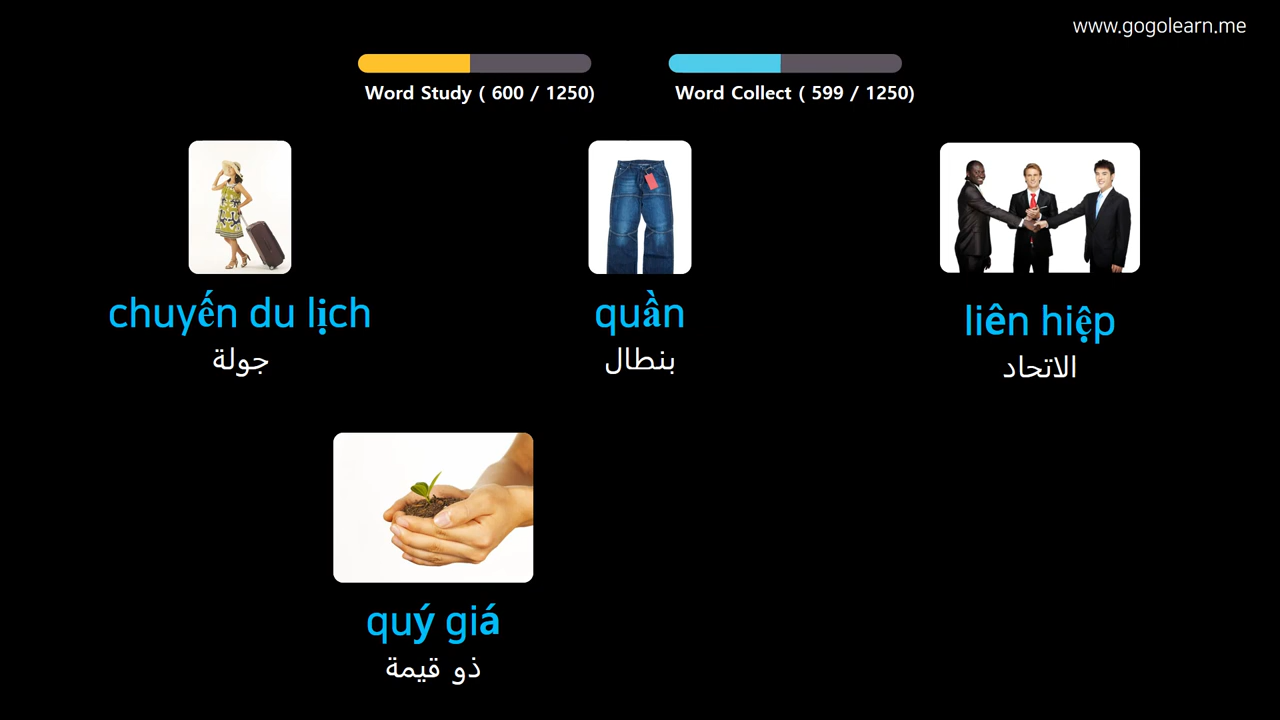 www.gogolearn.me
Word Study ( 600 / 1250)
Word Collect ( 599 / 1250)
chuyến du lịch
جولة
quần
بنطال
liên hiệp
الاتحاد
quý giá
ذو قيمة